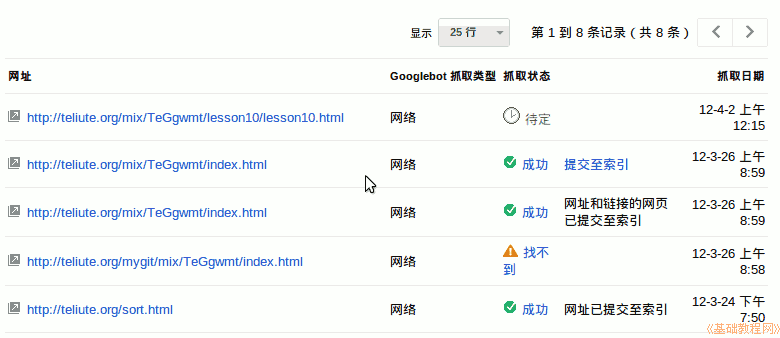 显示 25 行 第 1 到 8 条记录（共 8 条）
网址 Googlebot 抓取类型 抓取状态 抓取日期
http://teliute.org/mix/TeGgwmt/lesson10/lesson10.html 网络 待定 12-4-2 上午
12:15
http://teliute.org/mix/TeGgwmt/index.html 网络 成功 提交至索引 12-3-26 上午
8:59
http://teliute.org/mix/TeGgwmt/index.html 网络 成功 网址和链接的网页 12-3-26 上午
已提交至索引 8:59
http://teliute.org/mygit/mix/TeGgwmt/index.html 网络 找不 12-3-26 上午
到 8:58
http://teliute.org/sort.html 网络 成功 网址已提交至索引 12-3-24 下午
7:50
《基础教程网》